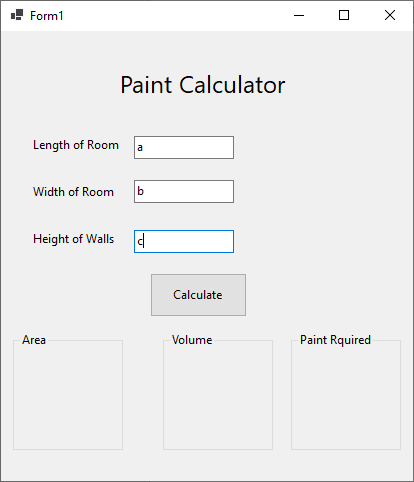 Form1
Paint Calculator
Length of Room a
Width of Room b
Height of Walls c
Calculate
Area Volume Paint Rquired